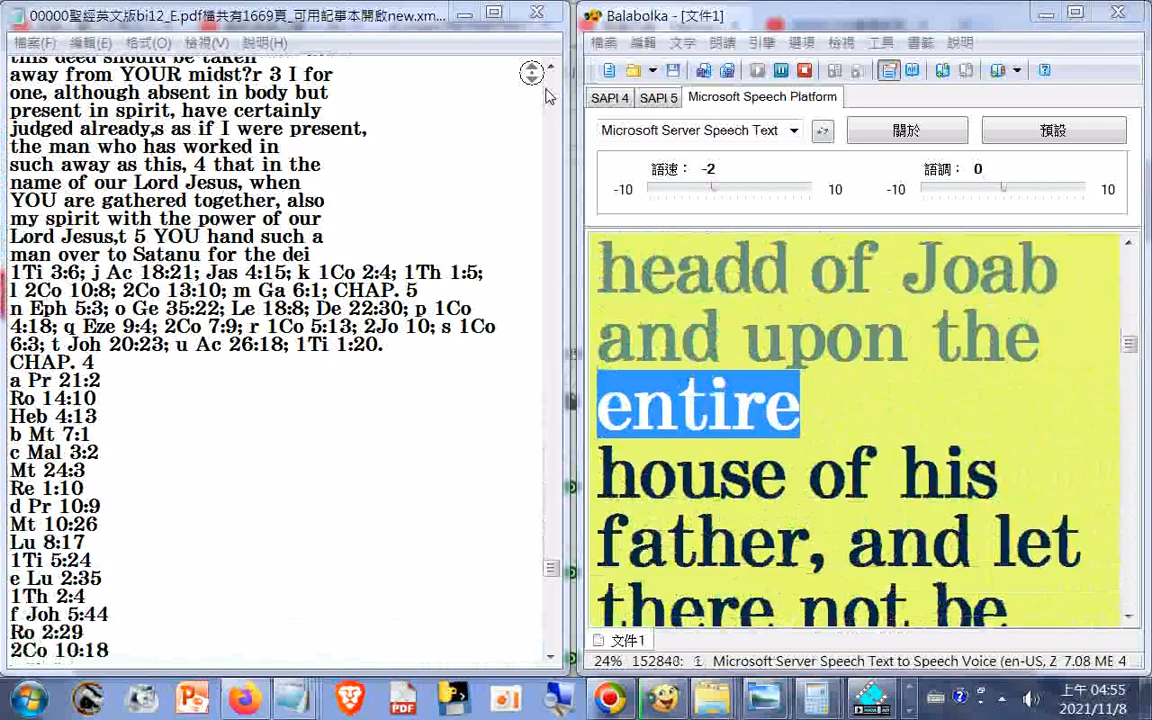 00000聖經英文版bi12_E.pdf檔共有1669頁_可用記事本開啟new.xm...
檔案(F) 編輯(E) 格式(O) 檢視(V) 說明(H)
this deed should be taken
away from YOUR midst?r 3 I for
one, although absent in body but
present in spirit, have certainly
judged already,s as if I were present,
the man who has worked in
such away as this, 4 that in the
name of our Lord Jesus, when
YOU are gathered together, also
my spirit with the power of our
Lord Jesus,t 5 YOU hand such a
man over to Satanu for the dei
1Ti 3:6; j Ac 18:21; Jas 4:15; k 1Co 2:4; 1Th 1:5;
l 2Co 10:8; 2Co 13:10; m Ga 6:1; CHAP. 5
n Eph 5:3; o Ge 35:22; Le 18:8; De 22:30; p 1Co
4:18; q Eze 9:4; 2Co 7:9; r 1Co 5:13; 2Jo 10; s 1Co
6:3; t Joh 20:23; u Ac 26:18; 1Ti 1:20.
CHAP. 4
a Pr 21:2
Ro 14:10
Heb 4:13
b Mt 7:1
c Mal 3:2
Mt 24:3
Re 1:10
d Pr 10:9
Mt 10:26
Lu 8:17
1Ti 5:24
e Lu 2:35
1Th 2:4
f Joh 5:44
Ro 2:29
2Co 10:18
Balabolka - [文件1]
檔案 編輯 文字 朗讀 引擎 選項 檢視 工具 書籤 說明
SAPI 4 SAPI 5 Microsoft Speech Platform
Microsoft Server Speech Text 關於 預設
語速： -2 語調： 0
-10 10 -10 10
headd of Joab
and upon the
entire
house of his
father, and let
there not be
文件1
24% 152848: 1 Microsoft Server Speech Text to Speech Voice (en-US, Z 7.08 MB 4
上午 04:55
2021/11/8